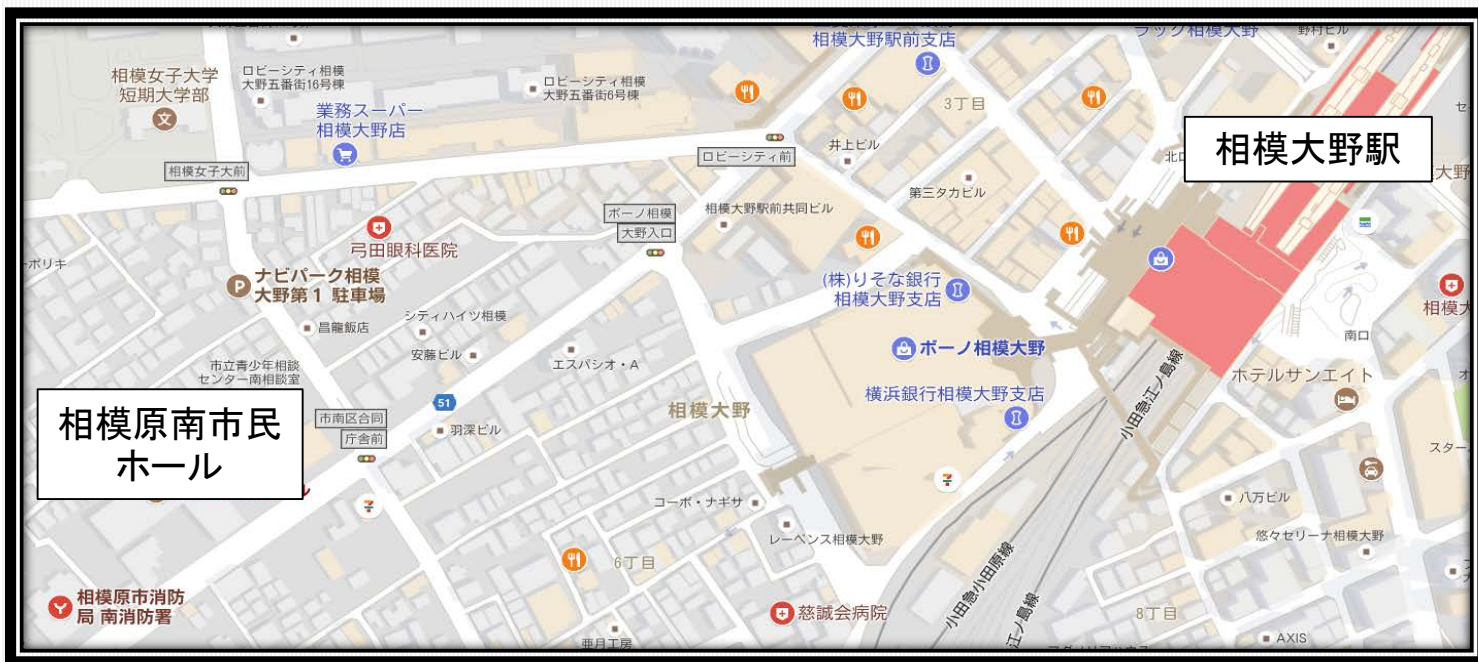 相模大野駅前支店
ラック相模大野
野村ビル
相模女子大学
短期大学部
ロビーシティ相模
大野五番街16号棟
ロビーシティ相模
大野五番街6号棟
業務スーパー
相模大野店
3丁目
井上ビル
ロビーシティ前
相模大野駅
相模女子大前
第三タカビル
ボーノ相模
大野入口
相模大野駅前共同ビル
弓田眼科医院
ナビパーク相模
大野第1 駐車場
(株)りそな銀行
相模大野支店
昌龍飯店
シティハイツ相模
安藤ビル
エスパシオ・A
ボーノ相模大野
南口
市立青少年相談
センター南相談室
横浜銀行相模大野支店
小田急江ノ島線
ホテルサンエイト
相模原南市民
ホール
市南区合同
庁舎前
51
羽深ビル
相模大野
コーポ・ナギサ
八万ビル
レーベンス相模大野
悠々セリーナ相模大野
6丁目
小田急小田原線
相模原市消防
局 南消防署
慈誠会病院
8丁目
亜月工房
江ノ島線
AXIS